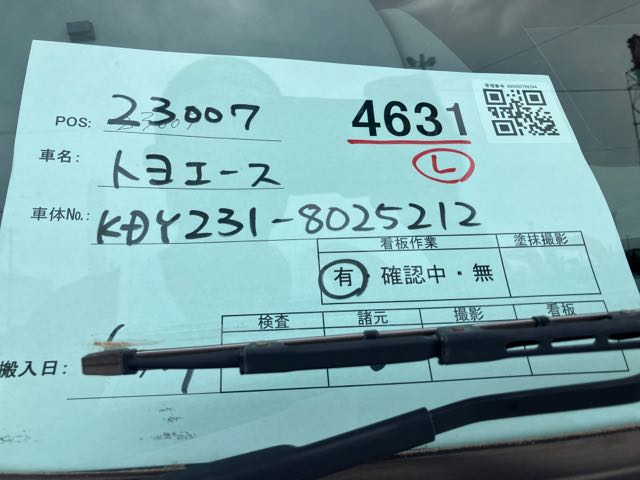 POS: 23007
4631
L
車名: トヨエース
車体No.: KDY231-8025212
看板作業 塗抹撮影
有・確認中・無
検査 諸元 撮影 看板
搬入日: